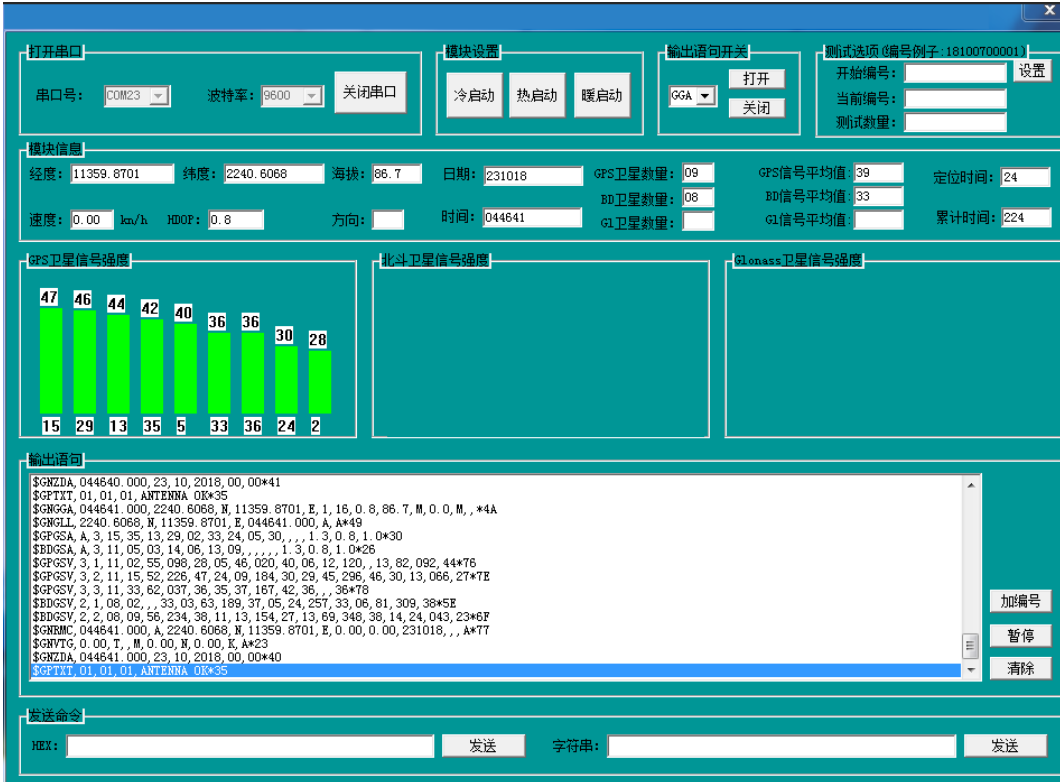 x
打开串口
串口号: COM23 波特率: 9600 关闭串口
模块设置
冷启动 热启动 暖启动
输出语句开关
GGA 打开
关闭
测试选项(编号例子:18100700001)
开始编号: 设置
当前编号:
测试数量:
模块信息
经度: 11359.8701 纬度: 2240.6068 海拔: 86.7 日期: 231018 GPS卫星数量: 09 GPS信号平均值: 39 定位时间: 24
BD卫星数量: 08 BD信号平均值: 33
速度: 0.00 km/h HDOP: 0.8 方向: 时间: 044641 Gl卫星数量: Gl信号平均值: 累计时间: 224
GPS卫星信号强度 北斗卫星信号强度 Glonass卫星信号强度
47 46 44 42 40 36 36 30 28
15 29 13 35 5 33 36 24 2
输出语句
$GNZDA,044640.000,23,10,2018,00,00*41
$GPTXT,01,01,01,ANTENNA OK*35
$GNGGA,044641.000,2240.6068,N,11359.8701,E,1,16,0.8,86.7,M,0.0,M,,*4A
$GNGLL,2240.6068,N,11359.8701,E,044641.000,A,A*49
$GPGSA,A,3,15,35,13,29,02,33,24,05,30,,,,1.3,0.8,1.0*30
$BDGSA,A,3,11,05,03,14,06,13,09,,,,,,1.3,0.8,1.0*26
$GPGSV,3,1,11,02,55,098,28,05,46,020,40,06,12,120,,13,82,092,44*76
$GPGSV,3,2,11,15,52,226,47,24,09,184,30,29,45,296,46,30,13,066,27*7E
$GPGSV,3,3,11,33,62,037,36,35,37,167,42,36,,,36*78
$BDGSV,2,1,08,02,,,33,03,63,189,37,05,24,257,33,06,81,309,38*5E
$BDGSV,2,2,08,09,56,234,38,11,13,154,27,13,69,348,38,14,24,043,23*6F
$GNRMC,044641.000,A,2240.6068,N,11359.8701,E,0.00,0.00,231018,,,A*77
$GNVTG,0.00,T,,M,0.00,N,0.00,K,A*23
$GNZDA,044641.000,23,10,2018,00,00*40
$GPTXT,01,01,01,ANTENNA OK*35
加编号
暂停
清除
发送命令
HEX: 发送 字符串: 发送